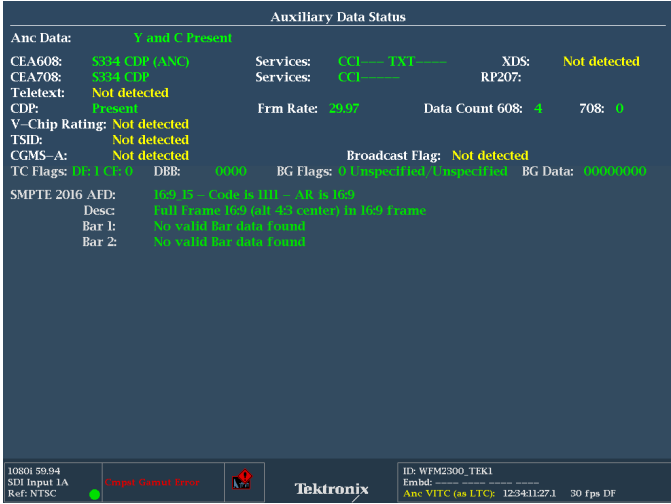 Auxiliary Data Status
Anc Data: Y and C Present
CEA608: S334 CDP (ANC) Services: CC1---- TXT---- XDS: Not detected
CEA708: S334 CDP Services: CC1------ RP207:
Teletext: Not detected
CDP: Present Frm Rate: 29.97 Data Count 608: 4 708: 0
V-Chip Rating: Not detected
TSID: Not detected
CGMS-A: Not detected Broadcast Flag: Not detected
TC Flags: DF: 1 CF: 0 DBB: 0000 BG Flags: 0 Unspecified/Unspecified BG Data: 00000000
SMPTE 2016 AFD: 16:9_15 - Code is 1111 - AR is 16:9
Desc: Full Frame 16:9 (alt 4:3 center) in 16:9 frame
Bar 1: No valid Bar data found
Bar 2: No valid Bar data found
1080i 59.94
SDI Input 1A
Ref: NTSC
Cmpst Gamut Error
Tektronix
ID: WFM2300_TEK1
Embd: ---- ---- ---- ----
Anc VITC (as LTC): 12:34:11:27.1 30 fps DF